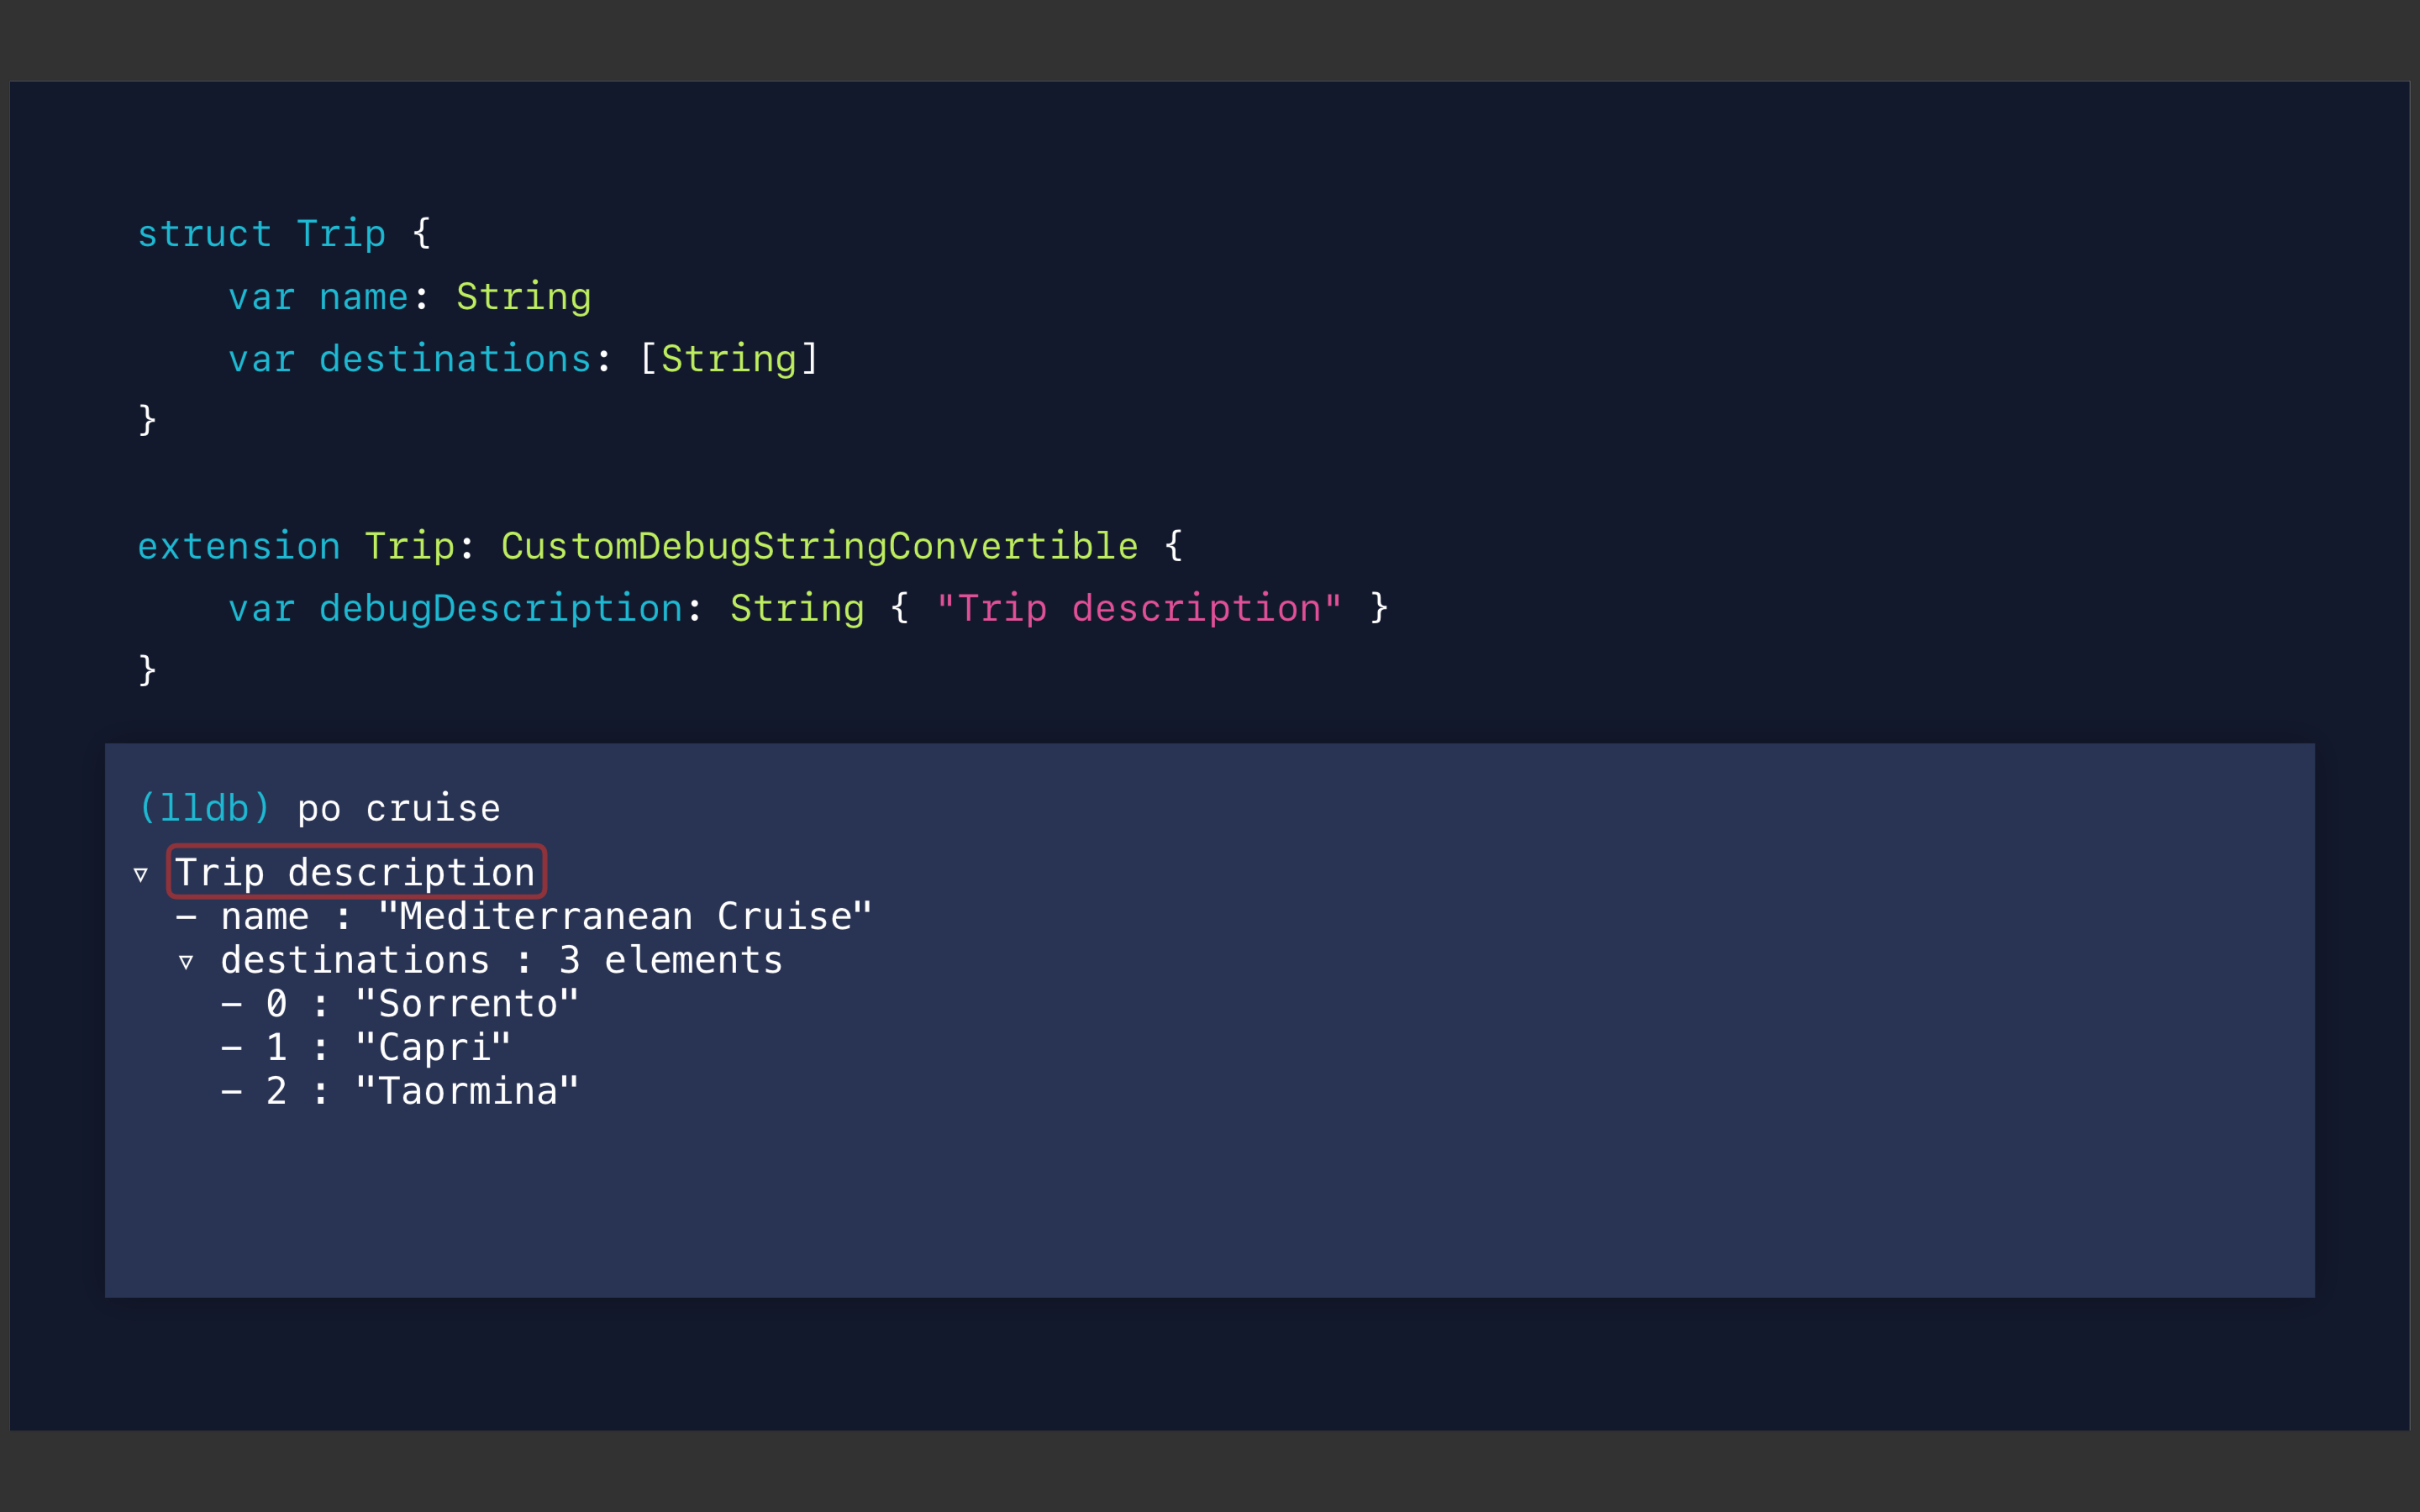 struct Trip {
    var name: String
    var destinations: [String]
}
extension Trip: CustomDebugStringConvertible {
    var debugDescription: String { "Trip description" }
}
(lldb) po cruise
▿ Trip description
  – name : "Mediterranean Cruise"
  ▿ destinations : 3 elements
    – 0 : "Sorrento"
    – 1 : "Capri"
    – 2 : "Taormina"